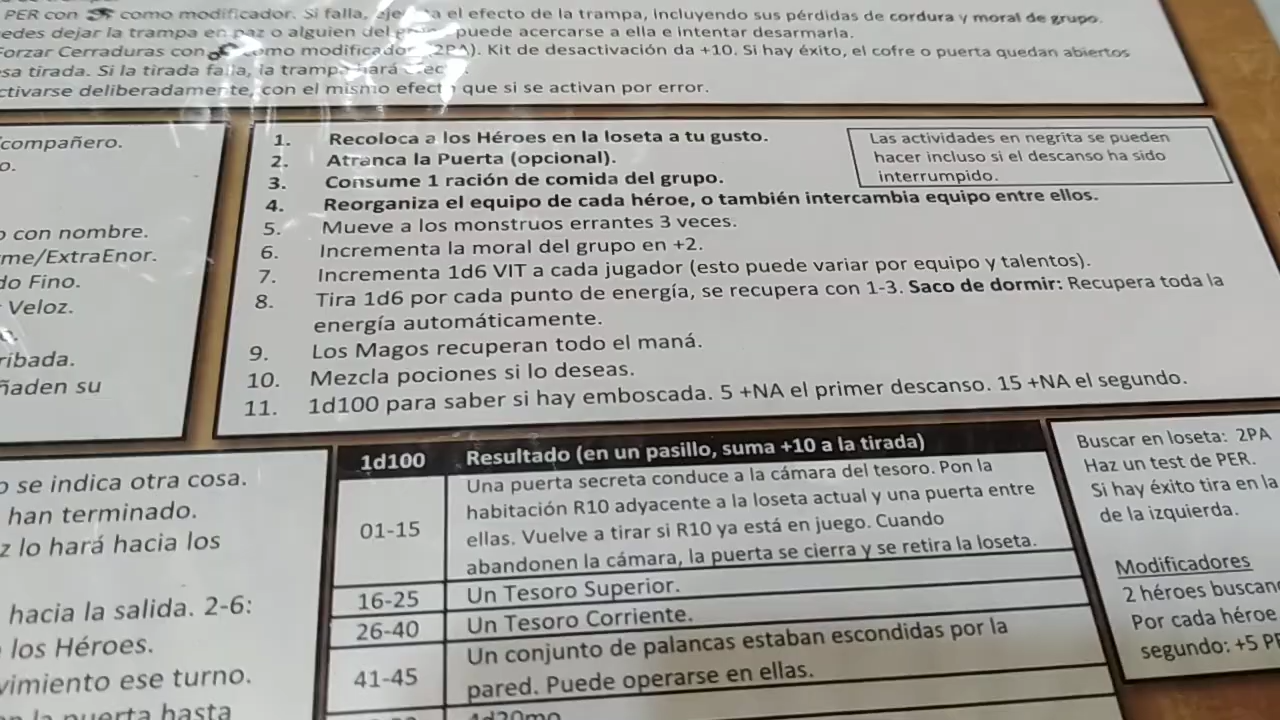 PER con como modificador. Si falla, el efecto de la trampa, incluyendo sus pérdidas de cordura y moral de grupo.
edes dejar la trampa en paz o alguien del puede acercarse a ella e intentar desarmarla.
Forzar Cerraduras con como modificador 2PA). Kit de desactivación da +10. Si hay éxito, el cofre o puerta quedan abiertos
esa tirada. Si la tirada falla, la trampa hará
ctivarse deliberadamente, con el mismo efecto que si se activan por error.
compañero.
o.
o con nombre.
me/ExtraEnor.
do Fino.
Veloz.
ribada.
ñaden su
1. Recoloca a los Héroes en la loseta a tu gusto.
2. Atranca la Puerta (opcional).
3. Consume 1 ración de comida del grupo.
4. Reorganiza el equipo de cada héroe, o también intercambia equipo entre ellos.
5. Mueve a los monstruos errantes 3 veces.
6. Incrementa la moral del grupo en +2.
7. Incrementa 1d6 VIT a cada jugador (esto puede variar por equipo y talentos).
8. Tira 1d6 por cada punto de energía, se recupera con 1-3. Saco de dormir: Recupera toda la
energía automáticamente.
9. Los Magos recuperan todo el maná.
10. Mezcla pociones si lo deseas.
11. 1d100 para saber si hay emboscada. 5 +NA el primer descanso. 15 +NA el segundo.
Las actividades en negrita se pueden
hacer incluso si el descanso ha sido
interrumpido.
o se indica otra cosa.
han terminado.
z lo hará hacia los
hacia la salida. 2-6:
los Héroes.
vimiento ese turno.
en la puerta hasta
1d100 Resultado (en un pasillo, suma +10 a la tirada)
01-15 Una puerta secreta conduce a la cámara del tesoro. Pon la
habitación R10 adyacente a la loseta actual y una puerta entre
ellas. Vuelve a tirar si R10 ya está en juego. Cuando
abandonen la cámara, la puerta se cierra y se retira la loseta.
16-25 Un Tesoro Superior.
26-40 Un Tesoro Corriente.
41-45 Un conjunto de palancas estaban escondidas por la
pared. Puede operarse en ellas.
4d20mo
Buscar en loseta: 2PA
Haz un test de PER.
Si hay éxito tira en la
de la izquierda.
Modificadores
2 héroes buscan
Por cada héroe
segundo: +5 PE